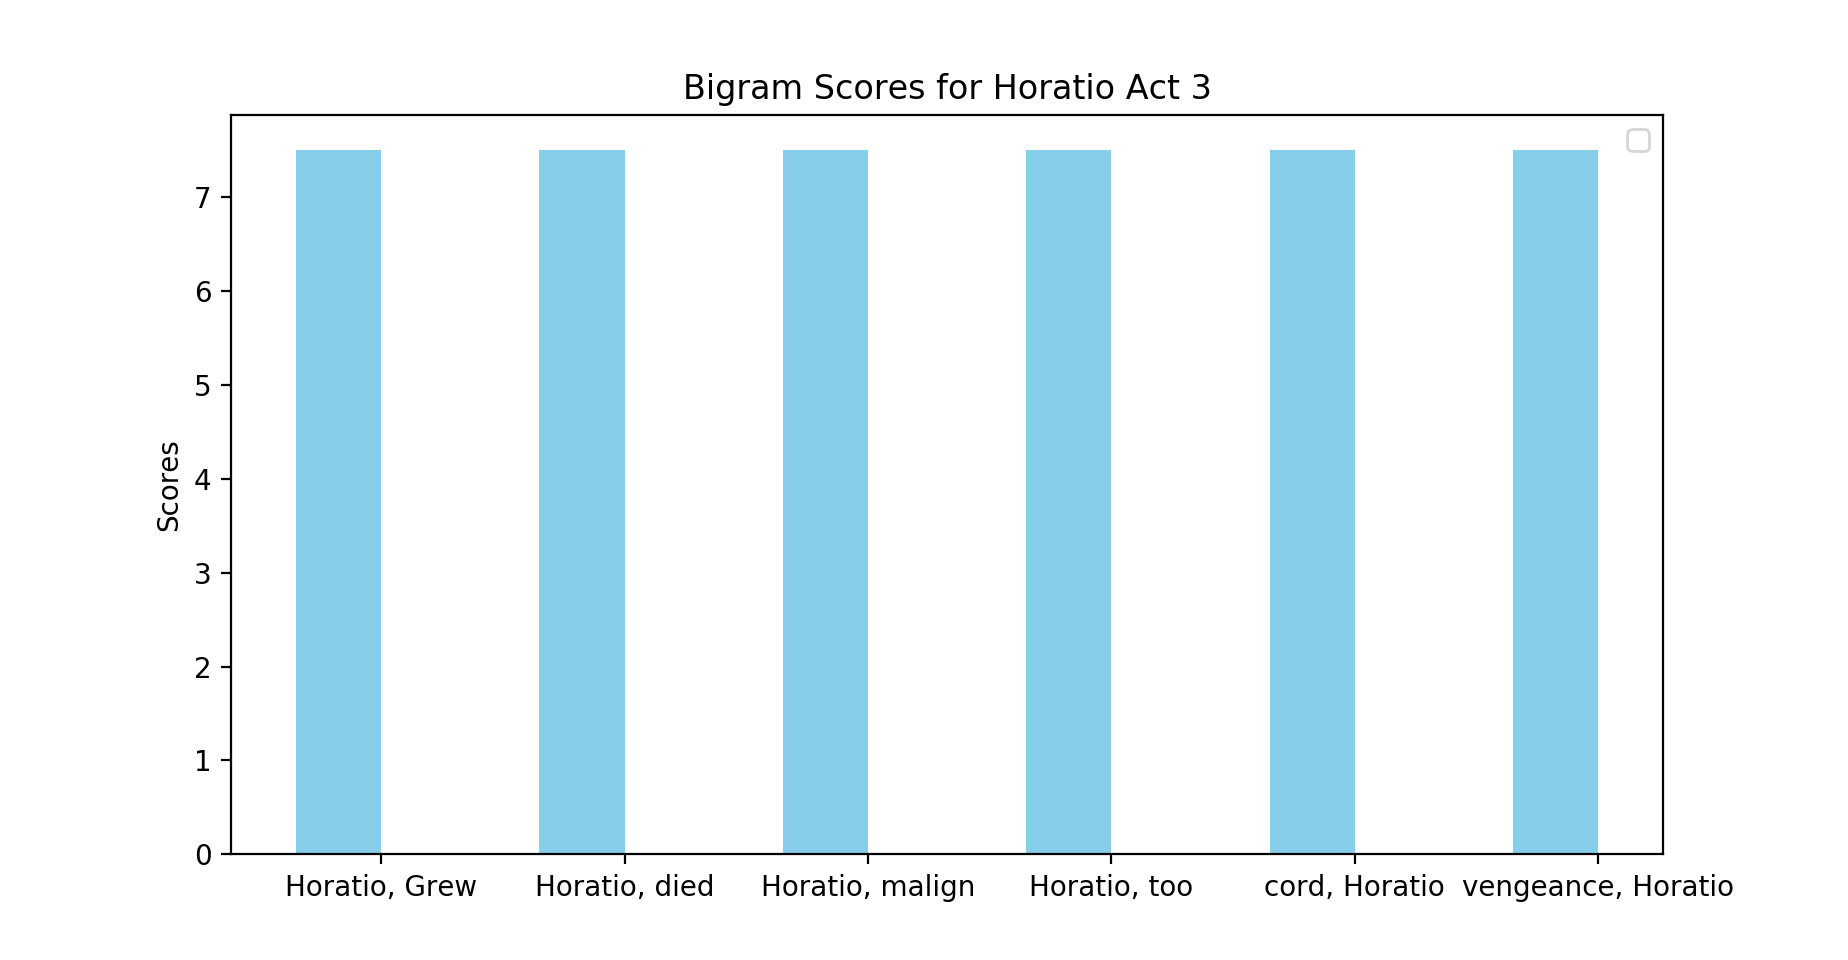 Bigram Scores for Horatio Act 3
7
6
5
4
3
2
1
0
Scores
Horatio, Grew
Horatio, died
Horatio, malign
Horatio, too
cord, Horatio
vengeance, Horatio